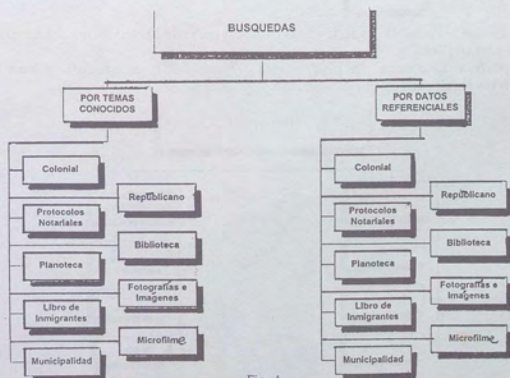 BUSQUEDAS
POR TEMAS
CONOCIDOS
Colonial
Republicano
Protocolos
Notariales
Biblioteca
Planoteca
Fotografías e
Imágenes
Libro de
Inmigrantes
Microfilme
Municipalidad
POR DATOS
REFERENCIALES
Colonial
Republicano
Protocolos
Notariales
Biblioteca
Planoteca
Fotografías e
Imágenes
Libro de
Inmigrantes
Microfilme
Municipalidad